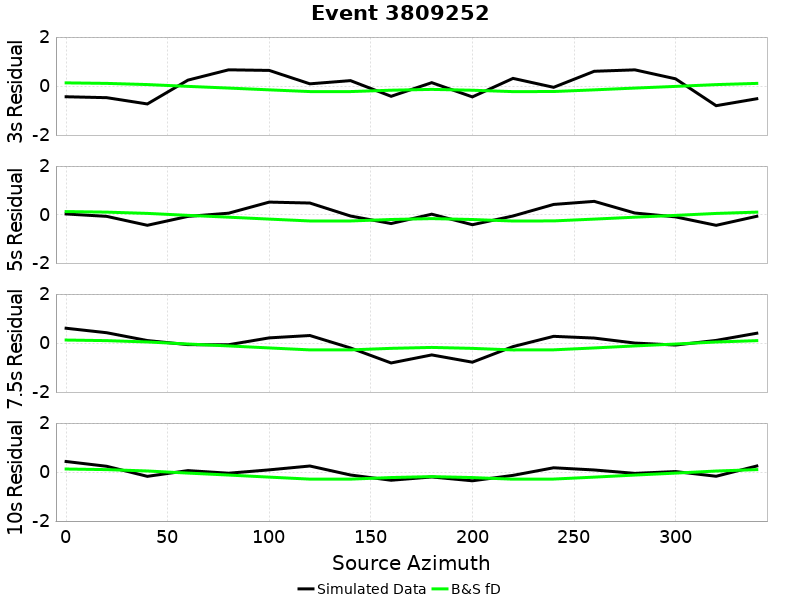 Event 3809252
3s Residual
2
0
-2
5s Residual
2
0
-2
7.5s Residual
2
0
-2
10s Residual
2
0
-2
0 50 100 150 200 250 300
Source Azimuth
Simulated Data B&S fD